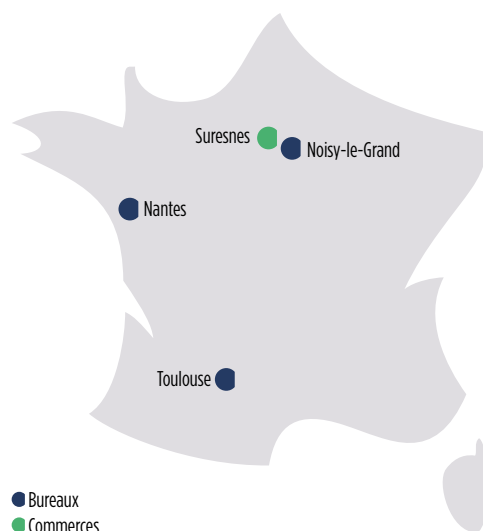 Suresnes
Noisy-le-Grand
Nantes
Toulouse
Bureaux
Commerces